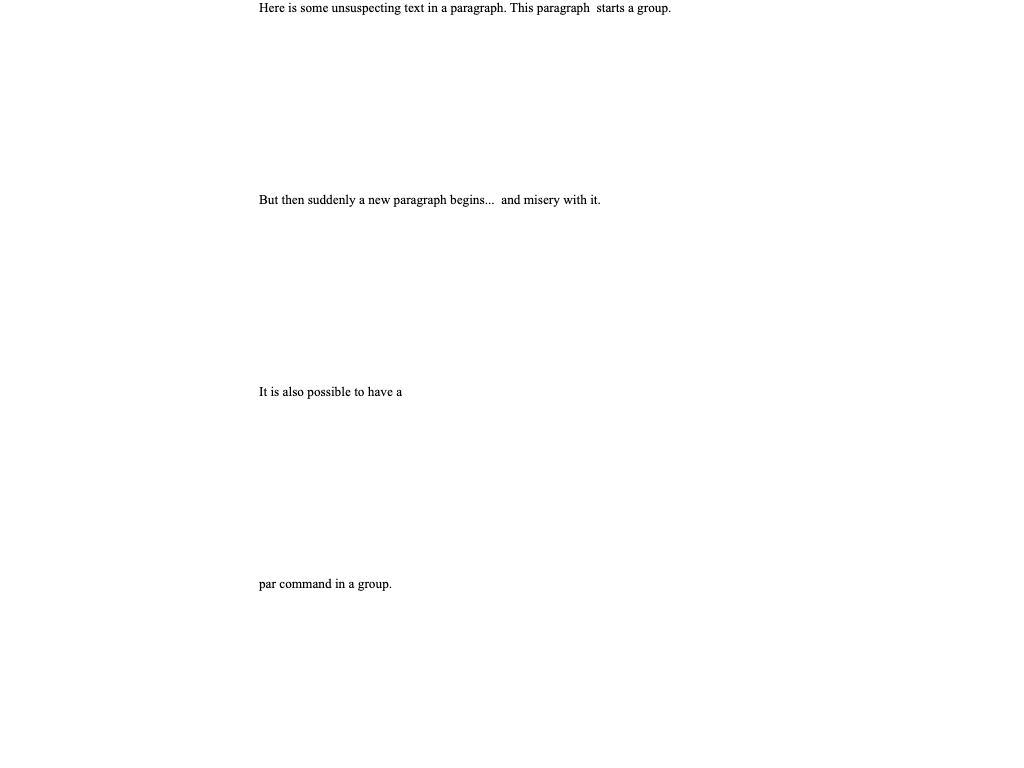 Here is some unsuspecting text in a paragraph. This paragraph  starts a group.
But then suddenly a new paragraph begins...  and misery with it.
It is also possible to have a
par command in a group.